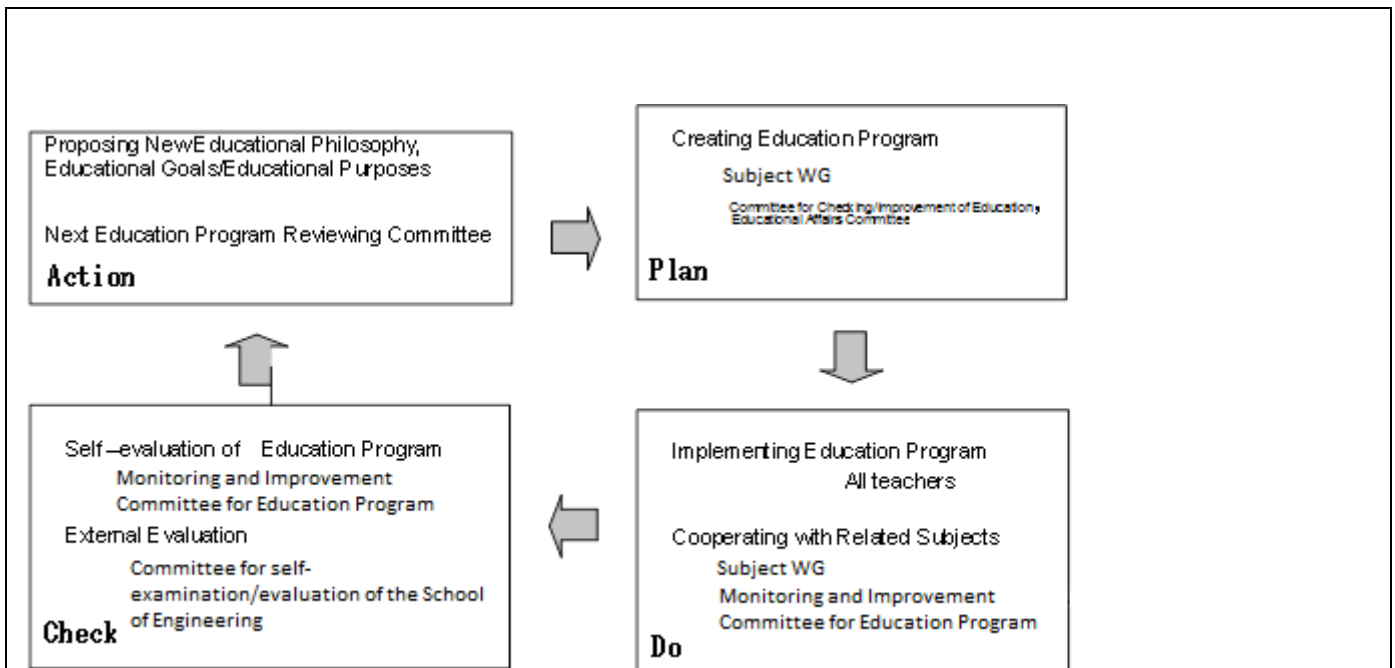 Proposing New Educational Philosophy,
Educational Goals/Educational Purposes
Next Education Program Reviewing Committee
Action
Creating Education Program
Subject WG
Committee for Checking/Improvement of Education,
Educational Affairs Committee
Plan
Self-evaluation of Education Program
Monitoring and Improvement
Committee for Education Program
External Evaluation
Committee for self-
examination/evaluation of the School
of Engineering
Check
Implementing Education Program
All teachers
Cooperating with Related Subjects
Subject WG
Monitoring and Improvement
Committee for Education Program
Do